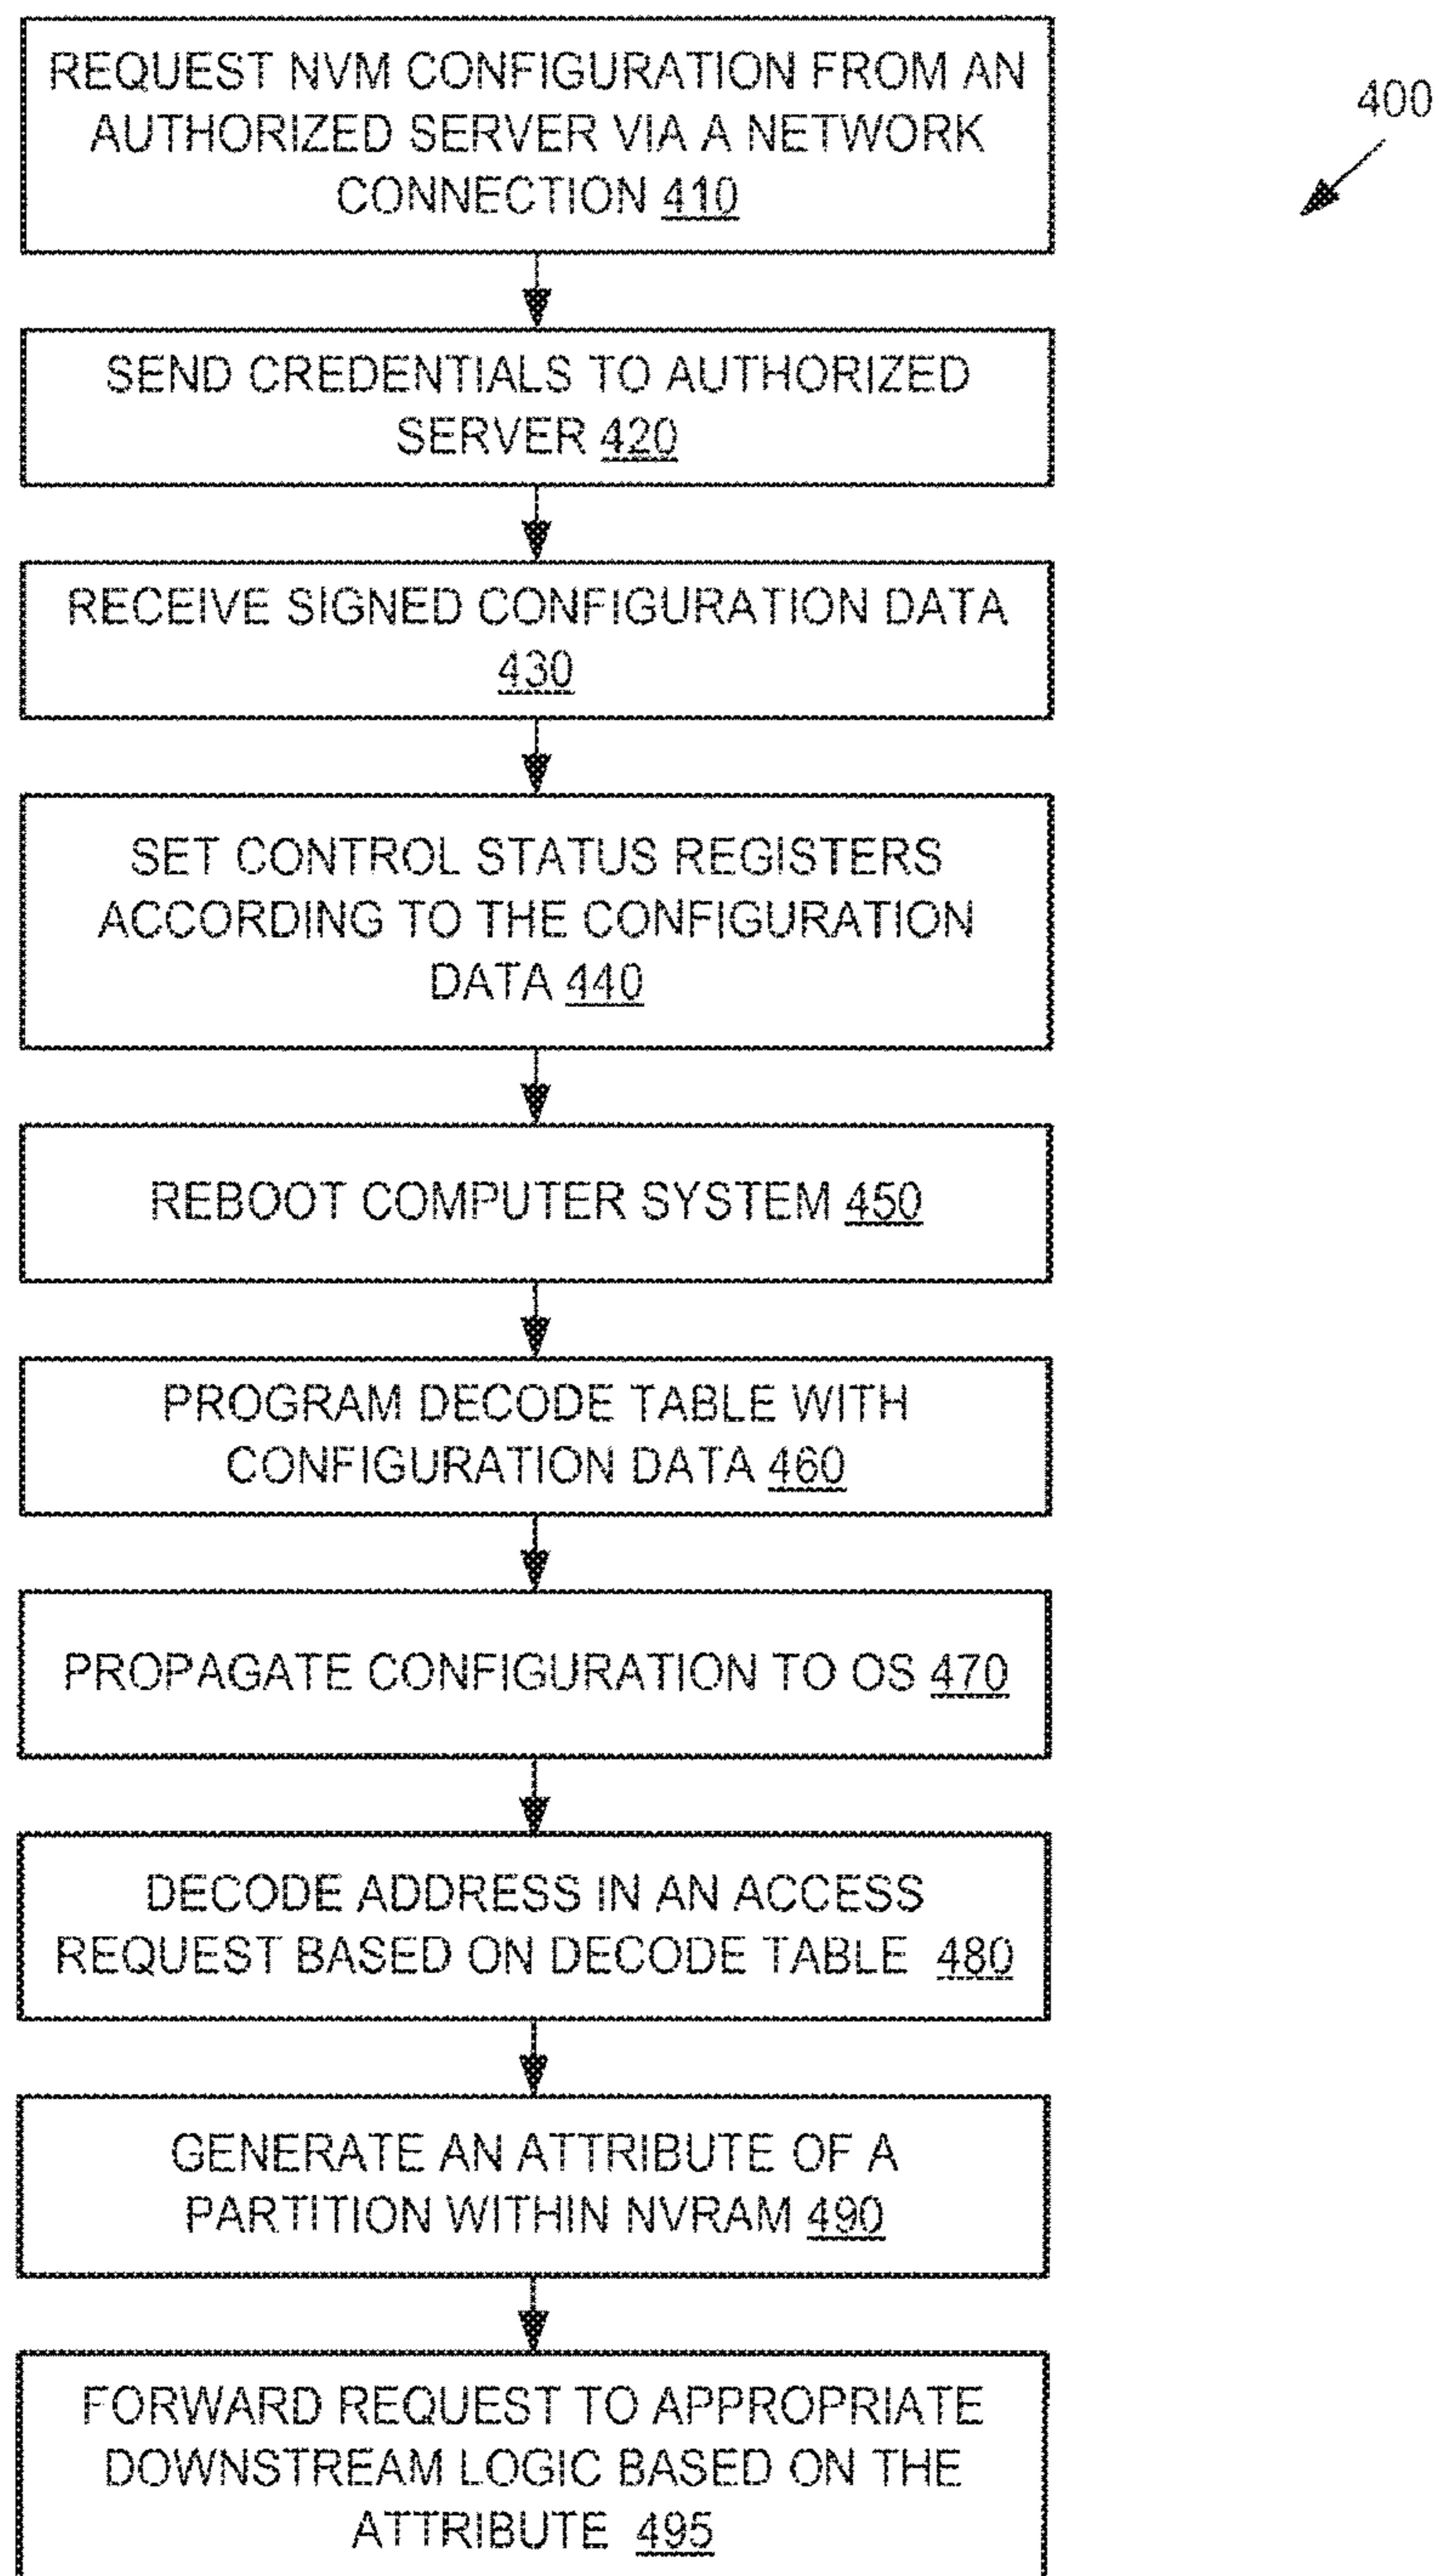 REQUEST NVM CONFIGURATION FROM AN
AUTHORIZED SERVER VIA A NETWORK
CONNECTION 410
400
SEND CREDENTIALS TO AUTHORIZED
SERVER 420
RECEIVE SIGNED CONFIGURATION DATA
430
SET CONTROL STATUS REGISTERS
ACCORDING TO THE CONFIGURATION
DATA 440
REBOOT COMPUTER SYSTEM 450
PROGRAM DECODE TABLE WITH
CONFIGURATION DATA 460
PROPAGATE CONFIGURATION TO OS 470
DECODE ADDRESS IN AN ACCESS
REQUEST BASED ON DECODE TABLE 480
GENERATE AN ATTRIBUTE OF A
PARTITION WITHIN NVRAM 490
FORWARD REQUEST TO APPROPRIATE
DOWNSTREAM LOGIC BASED ON THE
ATTRIBUTE 495